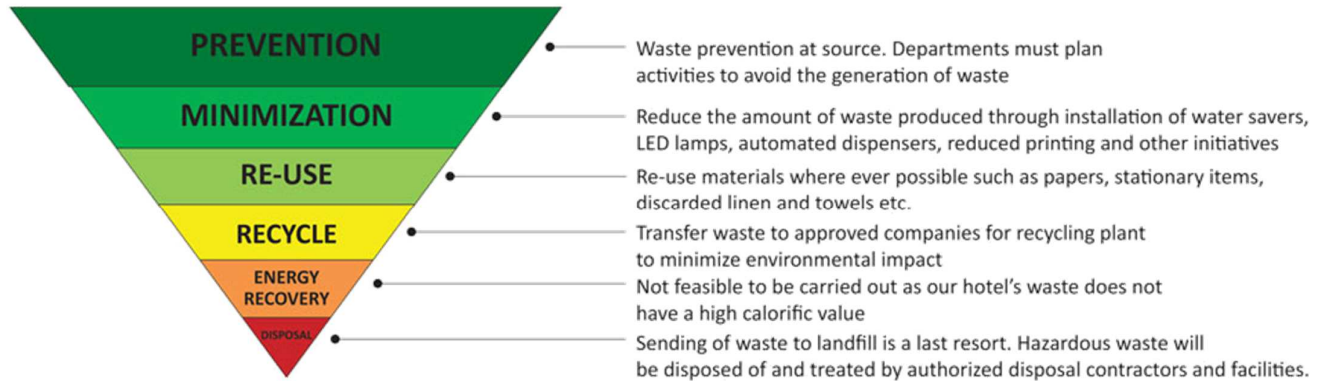 PREVENTION
Waste prevention at source. Departments must plan
activities to avoid the generation of waste
MINIMIZATION
Reduce the amount of waste produced through installation of water savers,
LED lamps, automated dispensers, reduced printing and other initiatives
RE-USE
Re-use materials where ever possible such as papers, stationary items,
discarded linen and towels etc.
RECYCLE
Transfer waste to approved companies for recycling plant
to minimize environmental impact
ENERGY
RECOVERY
Not feasible to be carried out as our hotel's waste does not
have a high calorific value
DISPOSAL
Sending of waste to landfill is a last resort. Hazardous waste will
be disposed of and treated by authorized disposal contractors and facilities.